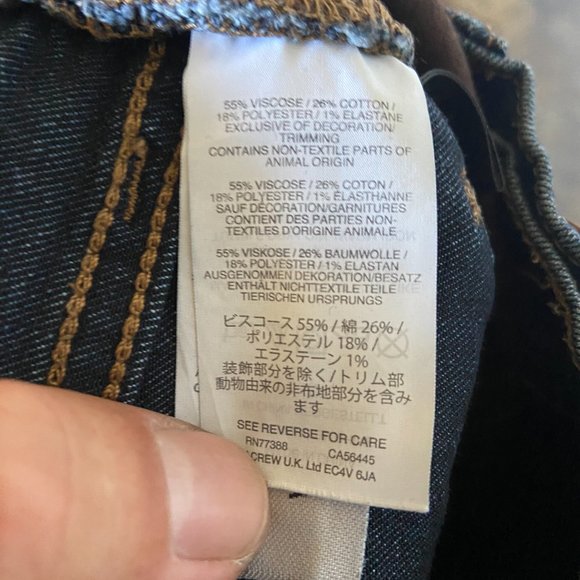 55% VISCOSE / 26% COTTON /
18% POLYESTER / 1% ELASTANE
EXCLUSIVE OF DECORATION/
TRIMMING
CONTAINS NON-TEXTILE PARTS OF
ANIMAL ORIGIN
55% VISCOSE / 26% COTON /
18% POLYESTER / 1% ÉLASTHANNE
SAUF DÉCORATION/GARNITURES
CONTIENT DES PARTIES NON-
TEXTILES D'ORIGINE ANIMALE
55% VISKOSE / 26% BAUMWOLLE /
18% POLYESTER / 1% ELASTAN
AUSGENOMMEN DEKORATION/BESATZ
ENTHÄLT NICHTTEXTILE TEILE
TIERISCHEN URSPRUNGS
ビスコース 55% / 綿 26% /
ポリエステル 18% /
エラステーン 1%
装飾部分を除く/トリム部
動物由来の非布地部分を含み
ます
SEE REVERSE FOR CARE
RN77388 CA56445
CREW U.K. Ltd EC4V 6JA